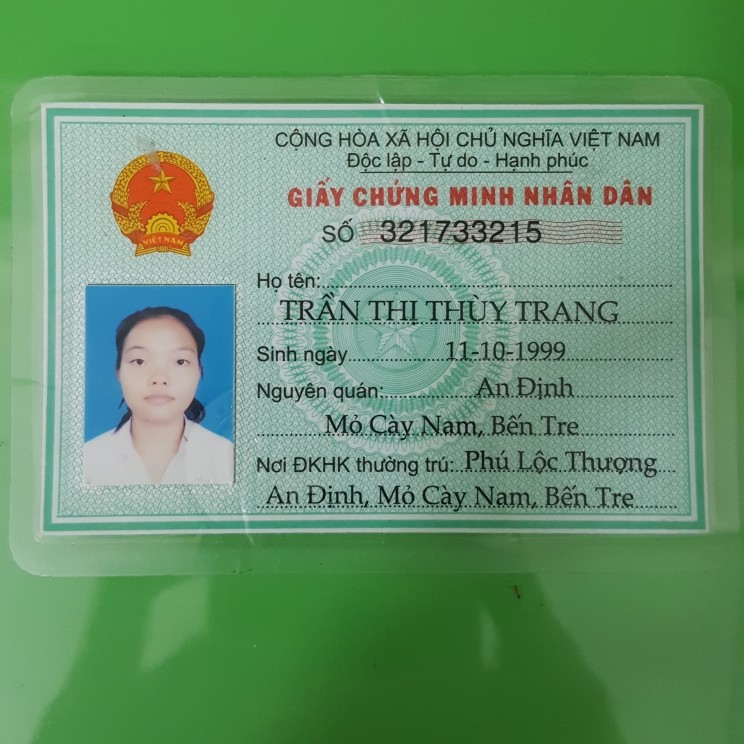 CỘNG HÒA XÃ HỘI CHỦ NGHĨA VIỆT NAM
Độc lập - Tự do - Hạnh phúc
GIẤY CHỨNG MINH NHÂN DÂN
SỐ 321733215
VIỆT NAM
Họ tên:
TRẦN THỊ THÙY TRANG
Sinh ngày 11-10-1999
Nguyên quán: An Định
Mỏ Cày Nam, Bến Tre
Nơi ĐKHK thường trú: Phú Lộc Thượng
An Định, Mỏ Cày Nam, Bến Tre